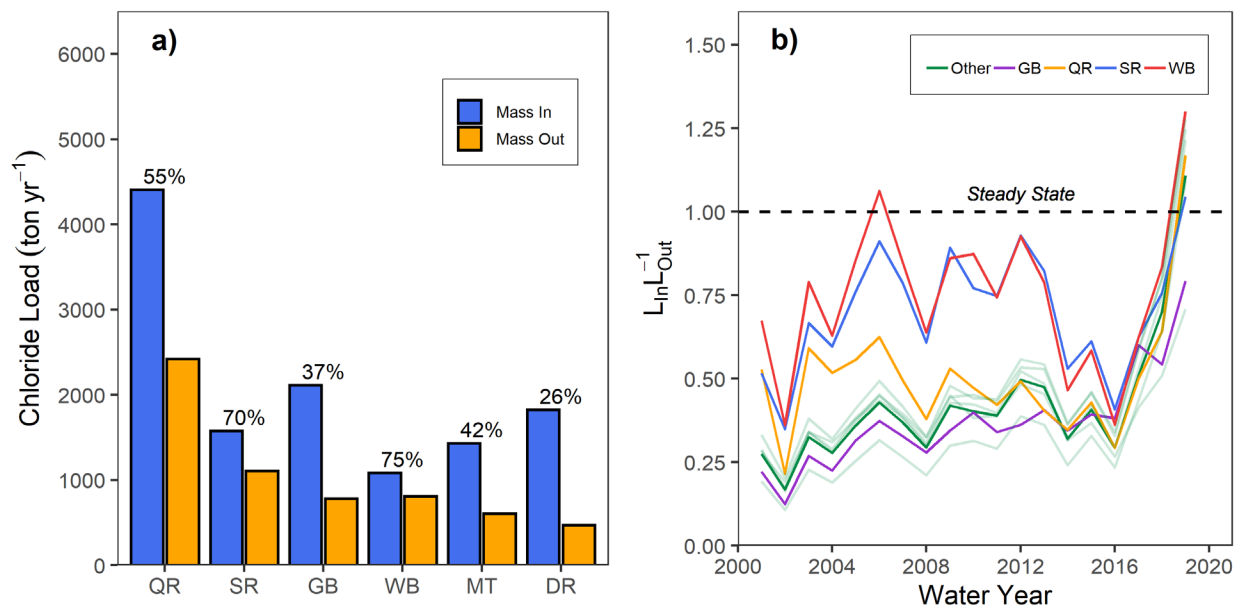 a)
Chloride Load (ton yr⁻¹)
6000
5000
4000
3000
2000
1000
0
Mass In
Mass Out
55%
70%
37%
75%
42%
26%
QR SR GB WB MT DR
b)
L_In L_Out⁻¹
1.50
1.25
1.00
0.75
0.50
0.25
0.00
Other GB QR SR WB
Steady State
2000 2004 2008 2012 2016 2020
Water Year